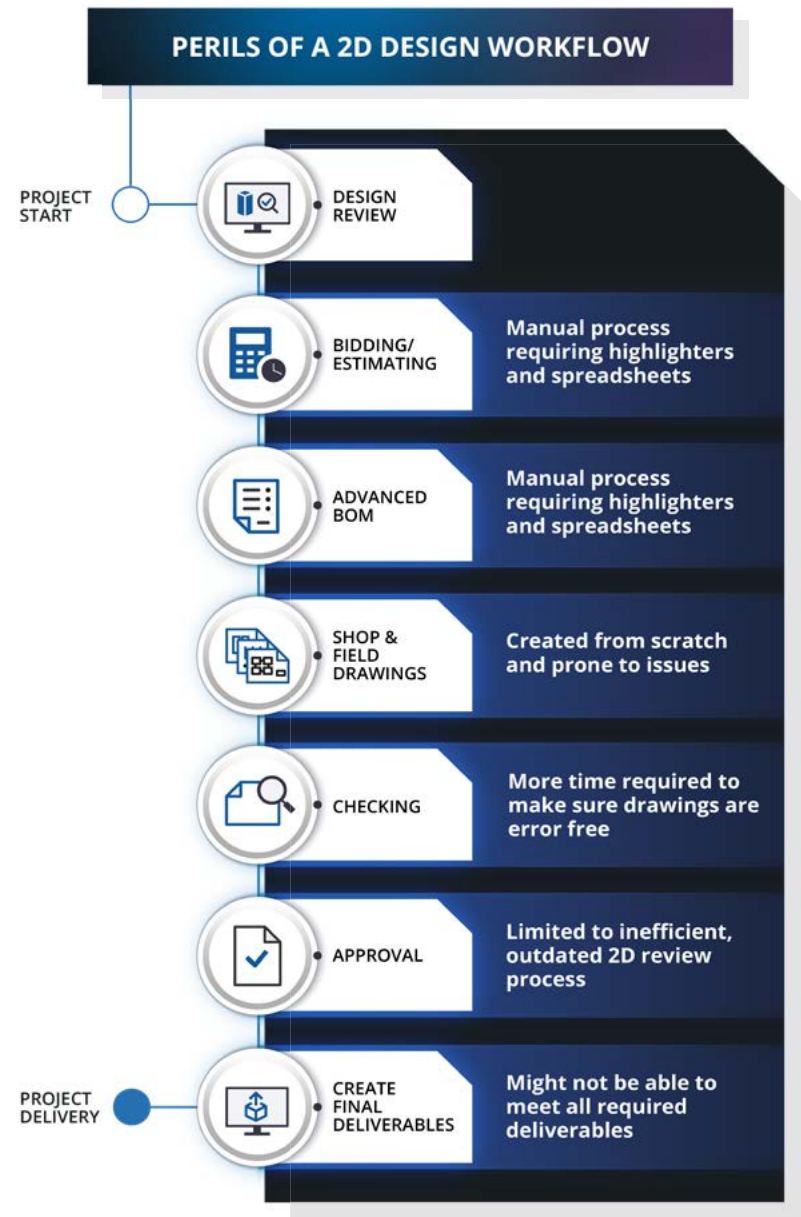 PERILS OF A 2D DESIGN WORKFLOW
PROJECT
START
DESIGN
REVIEW
BIDDING/
ESTIMATING
Manual process
requiring highlighters
and spreadsheets
ADVANCED
BOM
Manual process
requiring highlighters
and spreadsheets
SHOP &
FIELD
DRAWINGS
Created from scratch
and prone to issues
CHECKING
More time required to
make sure drawings are
error free
APPROVAL
Limited to inefficient,
outdated 2D review
process
PROJECT
DELIVERY
CREATE
FINAL
DELIVERABLES
Might not be able to
meet all required
deliverables